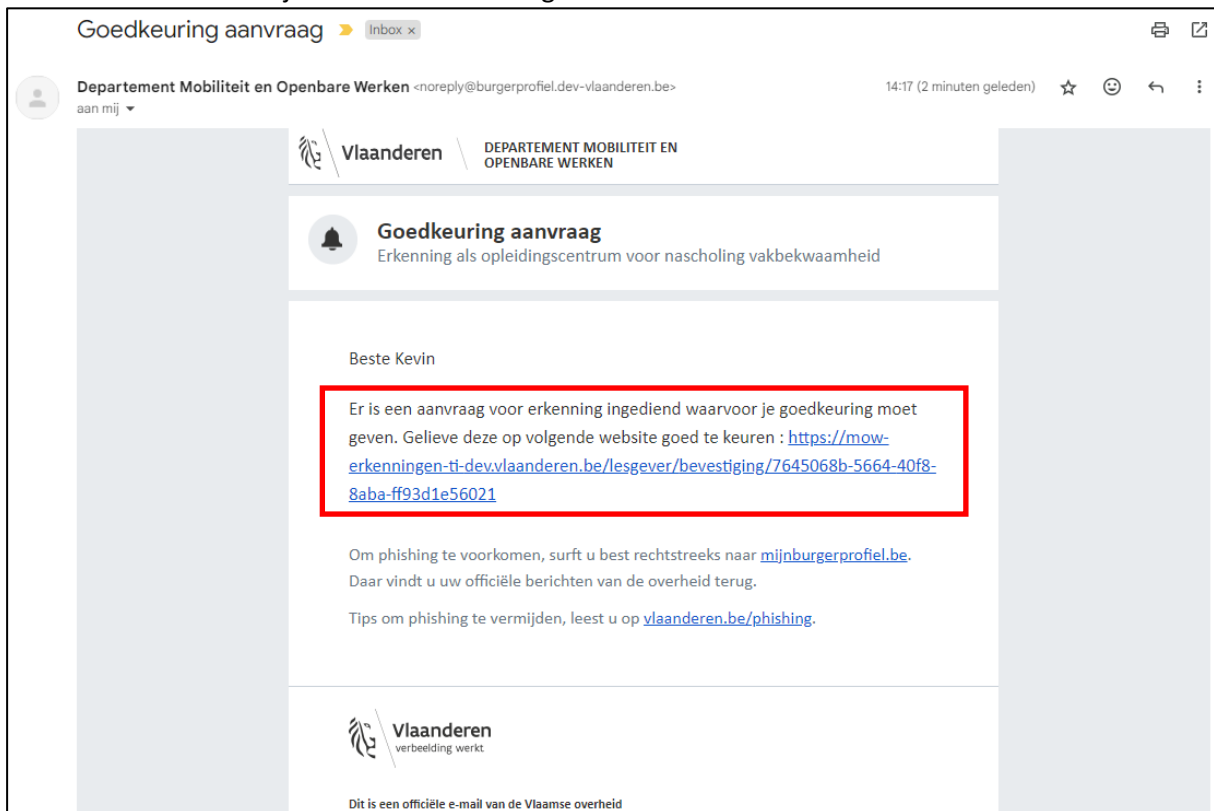 Goedkeuring aanvraag Inbox x
Departement Mobiliteit en Openbare Werken <noreply@burgerprofiel.dev-vlaanderen.be> 14:17 (2 minuten geleden)
aan mij
Vlaanderen DEPARTEMENT MOBILITEIT EN
OPENBARE WERKEN
Goedkeuring aanvraag
Erkenning als opleidingscentrum voor nascholing vakbekwaamheid
Beste Kevin
Er is een aanvraag voor erkenning ingediend waarvoor je goedkeuring moet
geven. Gelieve deze op volgende website goed te keuren : https://mow-
erkenningen-ti-dev.vlaanderen.be/lesgever/bevestiging/7645068b-5664-40f8-
8aba-ff93d1e56021
Om phishing te voorkomen, surft u best rechtstreeks naar mijnburgerprofiel.be.
Daar vindt u uw officiële berichten van de overheid terug.
Tips om phishing te vermijden, leest u op vlaanderen.be/phishing.
Vlaanderen
verbeelding werkt
Dit is een officiële e-mail van de Vlaamse overheid